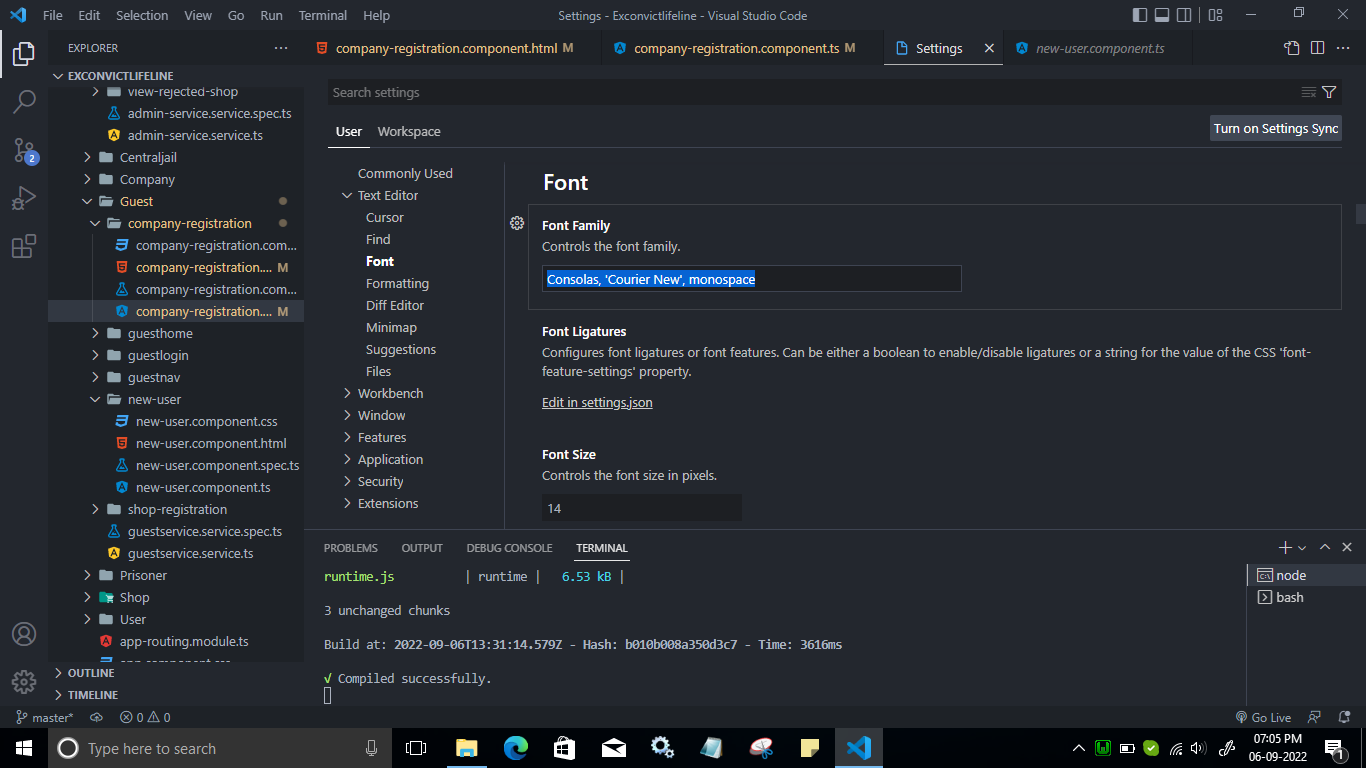 File Edit Selection View Go Run Terminal Help
Settings - Exconvictlifeline - Visual Studio Code
EXPLORER
company-registration.component.html M
company-registration.component.ts M
Settings
new-user.component.ts
EXCONVICTLIFELINE
view-rejected-shop
admin-service.service.spec.ts
admin-service.service.ts
Centraljail
Company
Guest
company-registration
company-registration.com...
company-registration.... M
company-registration.com...
company-registration.... M
guesthome
guestlogin
guestnav
new-user
new-user.component.css
new-user.component.html
new-user.component.spec.ts
new-user.component.ts
shop-registration
guestservice.service.spec.ts
guestservice.service.ts
Prisoner
Shop
User
app-routing.module.ts
OUTLINE
TIMELINE
2
Search settings
User Workspace
Turn on Settings Sync
Commonly Used
Text Editor
Cursor
Find
Font
Formatting
Diff Editor
Minimap
Suggestions
Files
Workbench
Window
Features
Application
Security
Extensions
Font
Font Family
Controls the font family.
Consolas, 'Courier New', monospace
Font Ligatures
Configures font ligatures or font features. Can be either a boolean to enable/disable ligatures or a string for the value of the CSS 'font-
feature-settings' property.
Edit in settings.json
Font Size
Controls the font size in pixels.
14
PROBLEMS OUTPUT DEBUG CONSOLE TERMINAL
runtime.js | runtime | 6.53 kB |
3 unchanged chunks
Build at: 2022-09-06T13:31:14.579Z - Hash: b010b008a350d3c7 - Time: 3616ms
√ Compiled successfully.
node
bash
master* 0 0
Go Live
Type here to search
07:05 PM
06-09-2022
1